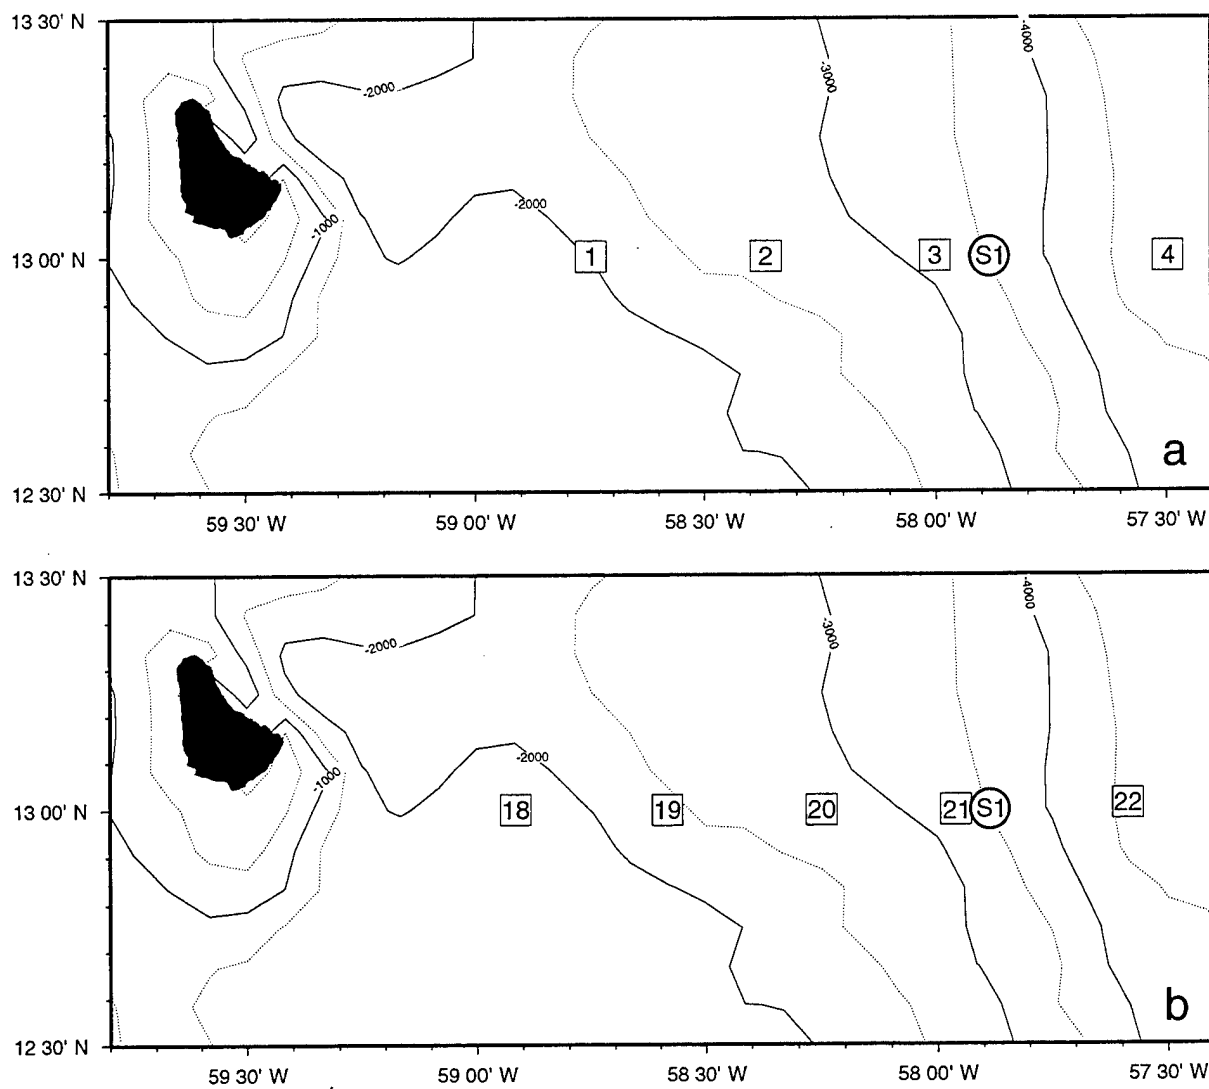 13 30' N
-4000
-3000
-2000
-2000
-1000
13 00' N
1
2
3
S1
4
a
12 30' N
59 30' W
59 00' W
58 30' W
58 00' W
57 30' W
13 30' N
-4000
-3000
-2000
-2000
-1000
13 00' N
18
19
20
21
S1
22
b
12 30' N
59 30' W
59 00' W
58 30' W
58 00' W
57 30' W